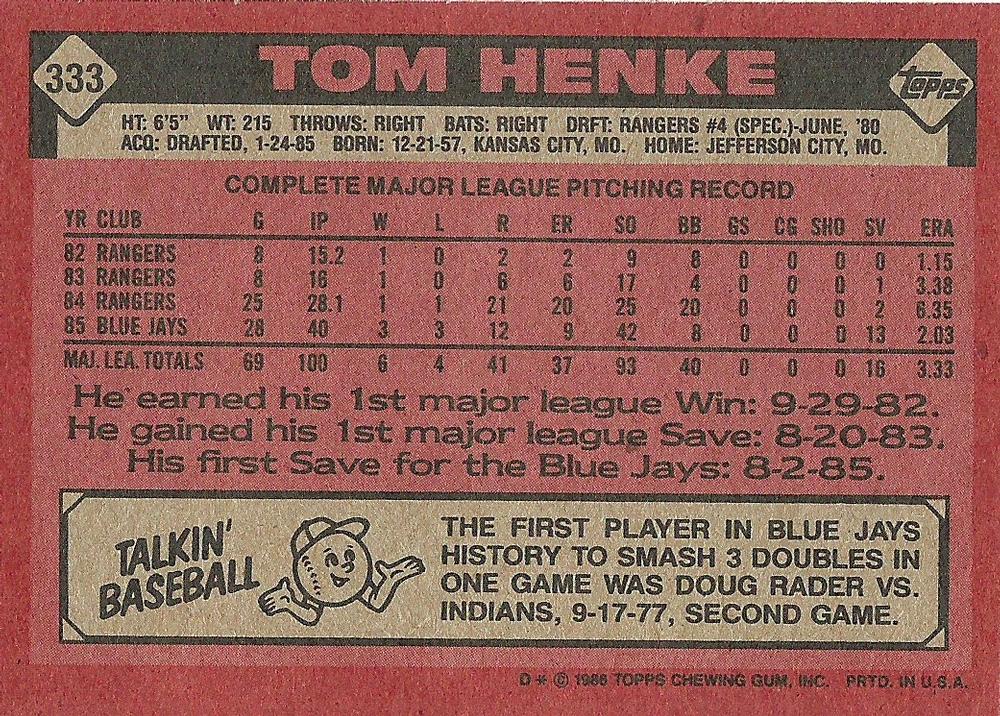 333
TOM HENKE
topps
HT: 6'5" WT: 215 THROWS: RIGHT BATS: RIGHT DRFT: RANGERS #4 (SPEC.)-JUNE, '80
ACQ: DRAFTED, 1-24-85 BORN: 12-21-57, KANSAS CITY, MO. HOME: JEFFERSON CITY, MO.
COMPLETE MAJOR LEAGUE PITCHING RECORD
YR CLUB G IP W L R ER SO BB GS CG SHO SV ERA
82 RANGERS 8 15.2 1 0 2 2 9 8 0 0 0 0 1.15
83 RANGERS 8 16 1 0 6 6 17 4 0 0 0 1 3.38
84 RANGERS 25 28.1 1 1 21 20 25 20 0 0 0 2 6.35
85 BLUE JAYS 28 40 3 3 12 9 42 8 0 0 0 13 2.03
MAJ. LEA. TOTALS 69 100 6 4 41 37 93 40 0 0 0 16 3.33
He earned his 1st major league Win: 9-29-82.
He gained his 1st major league Save: 8-20-83.
His first Save for the Blue Jays: 8-2-85.
TALKIN'
BASEBALL
THE FIRST PLAYER IN BLUE JAYS
HISTORY TO SMASH 3 DOUBLES IN
ONE GAME WAS DOUG RADER VS.
INDIANS, 9-17-77, SECOND GAME.
D * © 1986 TOPPS CHEWING GUM, INC. PRTD. IN U.S.A.